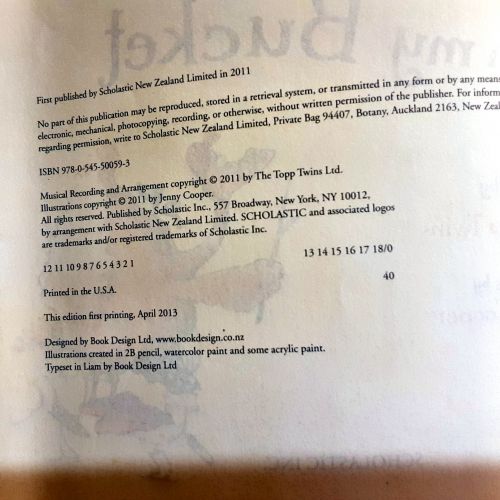 First published by Scholastic New Zealand Limited in 2011
No part of this publication may be reproduced, stored in a retrieval system, or transmitted in any form or by any means
electronic, mechanical, photocopying, recording, or otherwise, without written permission of the publisher. For inform
regarding permission, write to Scholastic New Zealand Limited, Private Bag 94407, Botany, Auckland 2163, New Zeal
ISBN 978-0-545-50059-3
Musical Recording and Arrangement copyright © 2011 by The Topp Twins Ltd.
Illustrations copyright © 2011 by Jenny Cooper.
All rights reserved. Published by Scholastic Inc., 557 Broadway, New York, NY 10012,
by arrangement with Scholastic New Zealand Limited. SCHOLASTIC and associated logos
are trademarks and/or registered trademarks of Scholastic Inc.
12 11 10 9 8 7 6 5 4 3 2 1 13 14 15 16 17 18/0
40
Printed in the U.S.A.
This edition first printing, April 2013
Designed by Book Design Ltd, www.bookdesign.co.nz
Illustrations created in 2B pencil, watercolor paint and some acrylic paint.
Typeset in Liam by Book Design Ltd